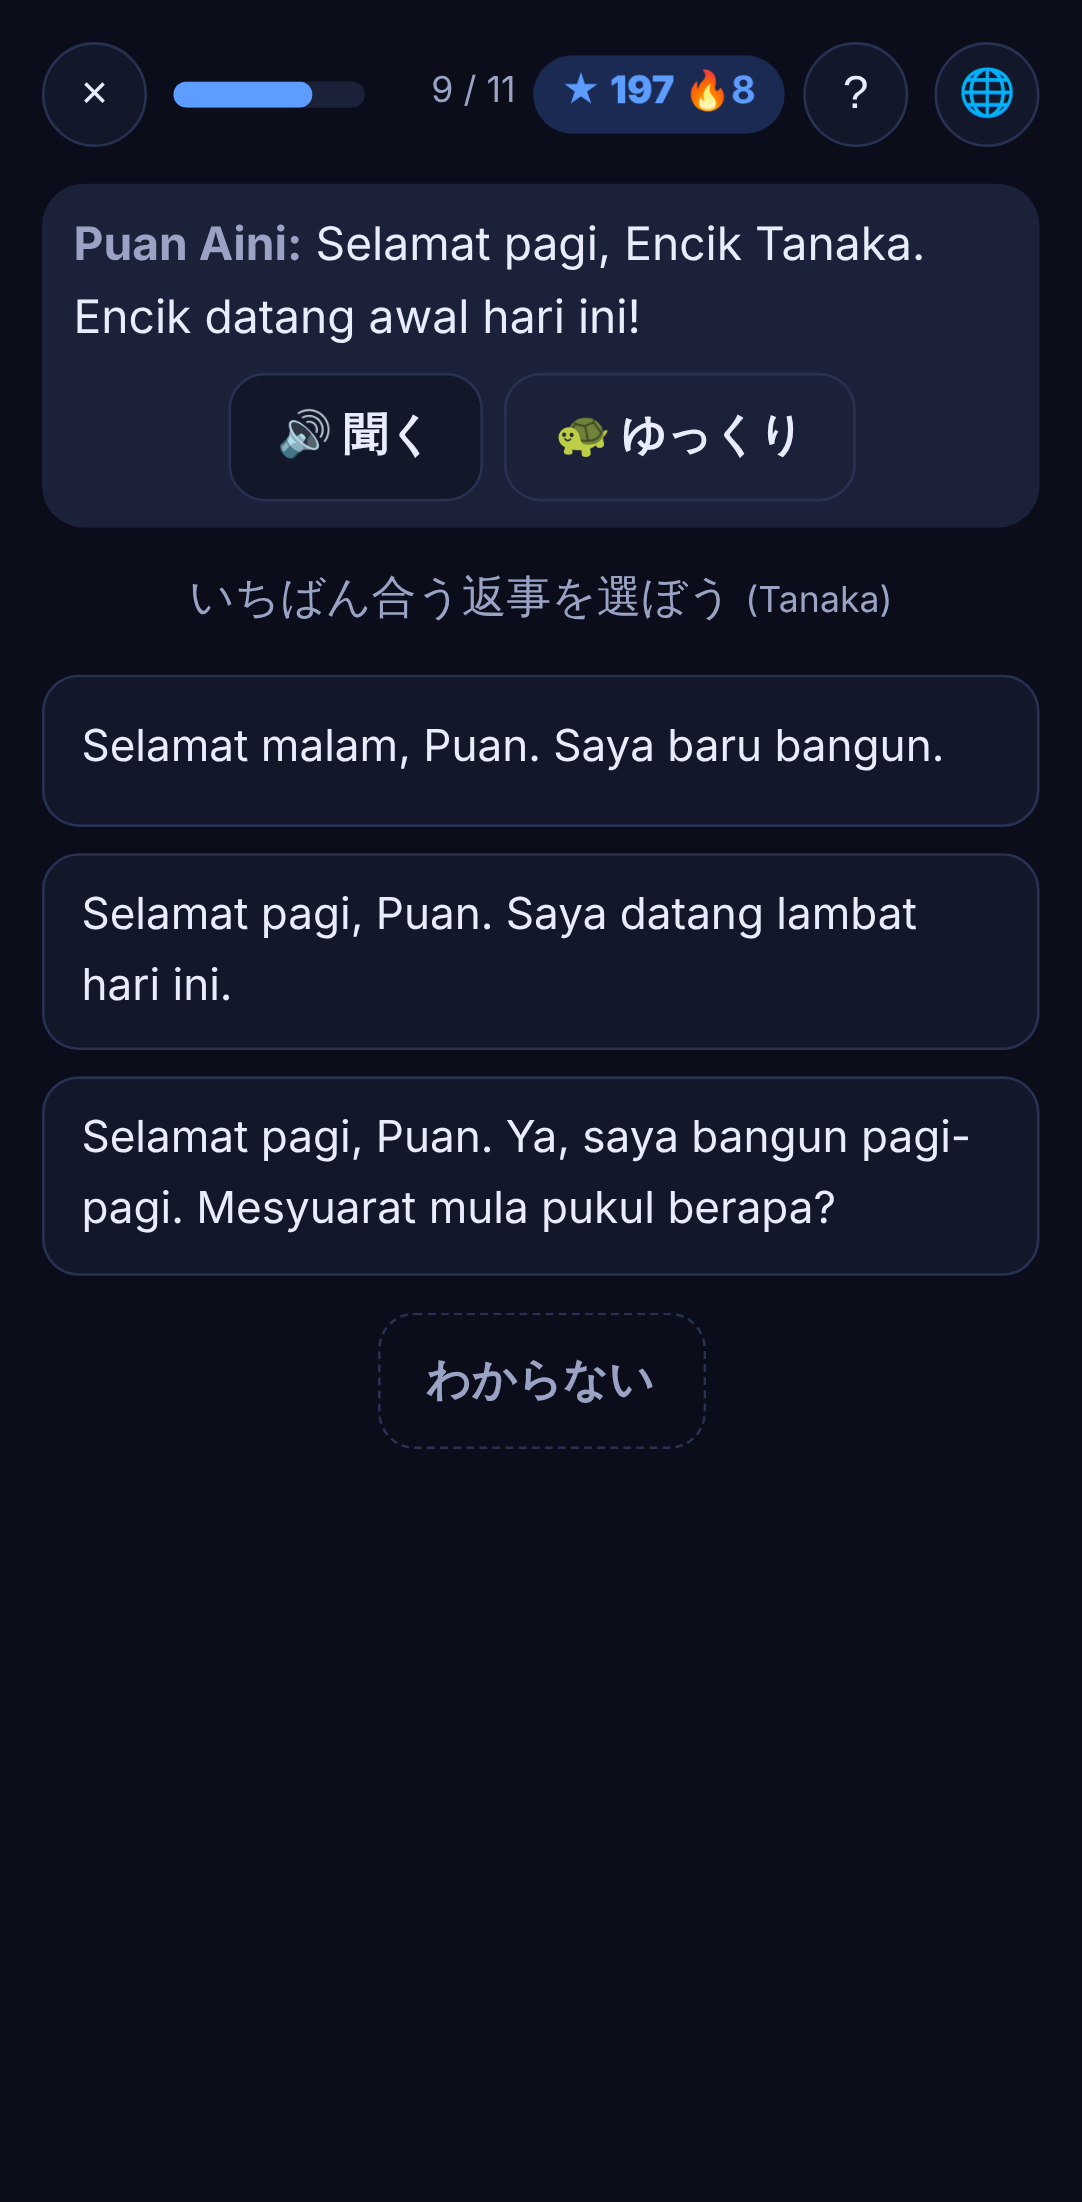 ×
9 / 11
★ 197 🔥8
?
Puan Aini: Selamat pagi, Encik Tanaka.
Encik datang awal hari ini!
🔊 聞く
🐢 ゆっくり
いちばん合う返事を選ぼう (Tanaka)
Selamat malam, Puan. Saya baru bangun.
Selamat pagi, Puan. Saya datang lambat
hari ini.
Selamat pagi, Puan. Ya, saya bangun pagi-
pagi. Mesyuarat mula pukul berapa?
わからない